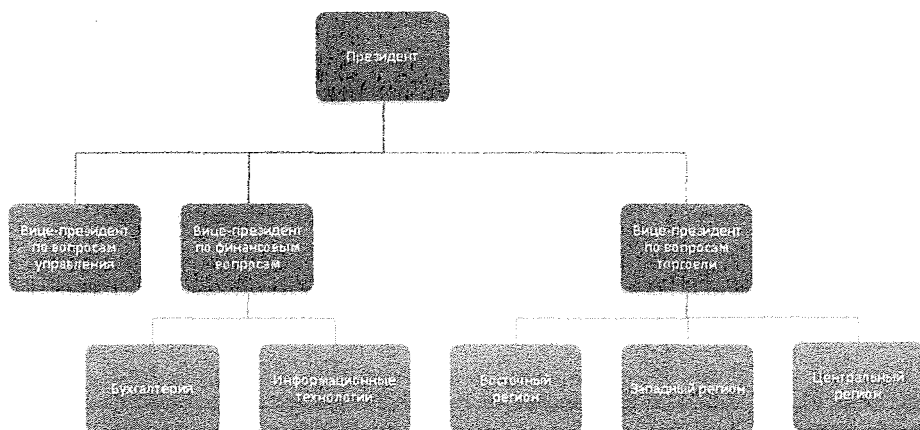 Президент
Вице-президент
по вопросам
управления
Вице-президент
по финансовым
вопросам
Вице-президент
по вопросам
торговли
Бухгалтерия
Информационные
технологии
Восточный
регион
Западный регион
Центральный
регион